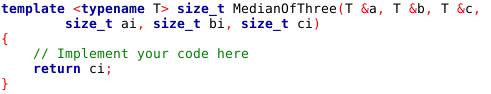 template <typename T> size_t MedianOfThree(T &a, T &b, T &c,
        size_t ai, size_t bi, size_t ci)
{
    // Implement your code here
    return ci;
}